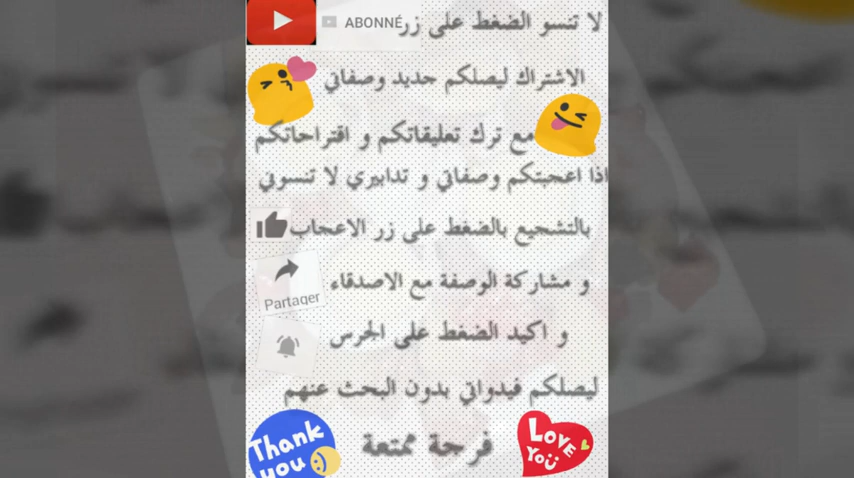 لا تنسو الضغط على زر ABONNÉ
الاشتراك ليصلكم جديد وصفاتي
مع ترك تعليقاتكم و اقتراحاتكم
اذا اعجبتكم وصفاتي و تدابيري لا تنسوني
بالتشجيع بالضغط على زر الاعجاب
و مشاركة الوصفة مع الاصدقاء
Partager
و اكيد الضغط على الجرس
ليصلكم فيدواتي بدون البحث عنهم
فرجة ممتعة
Thank you
Love You